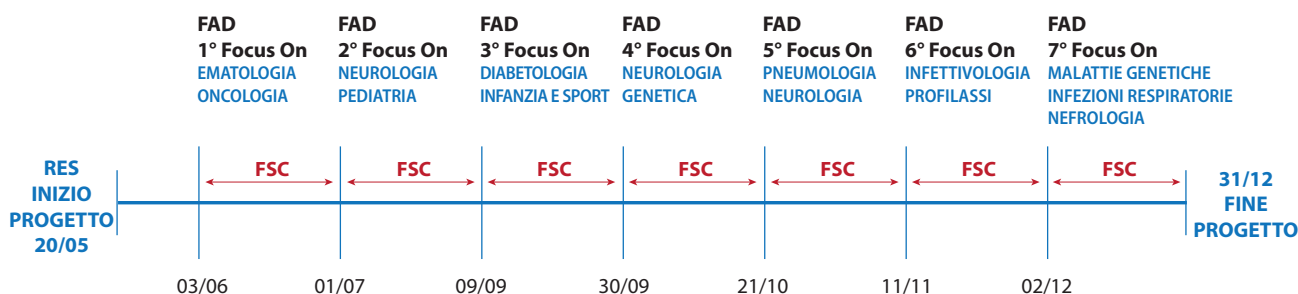 FAD
1° Focus On
EMATOLOGIA
ONCOLOGIA
FAD
2° Focus On
NEUROLOGIA
PEDIATRIA
FAD
3° Focus On
DIABETOLOGIA
INFANZIA E SPORT
FAD
4° Focus On
NEUROLOGIA
GENETICA
FAD
5° Focus On
PNEUMOLOGIA
NEUROLOGIA
FAD
6° Focus On
INFETTIVOLOGIA
PROFILASSI
FAD
7° Focus On
MALATTIE GENETICHE
INFEZIONI RESPIRATORIE
NEFROLOGIA
RES
INIZIO
PROGETTO
20/05
FSC
FSC
FSC
FSC
FSC
FSC
FSC
31/12
FINE
PROGETTO
03/06
01/07
09/09
30/09
21/10
11/11
02/12